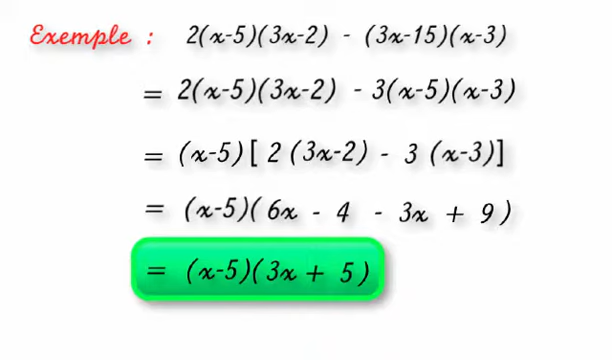 Exemple : 2(x-5)(3x-2) - (3x-15)(x-3)
= 2(x-5)(3x-2) - 3(x-5)(x-3)
= (x-5)[ 2 (3x-2) - 3 (x-3)]
= (x-5)( 6x - 4 - 3x + 9 )
= (x-5)( 3x + 5 )